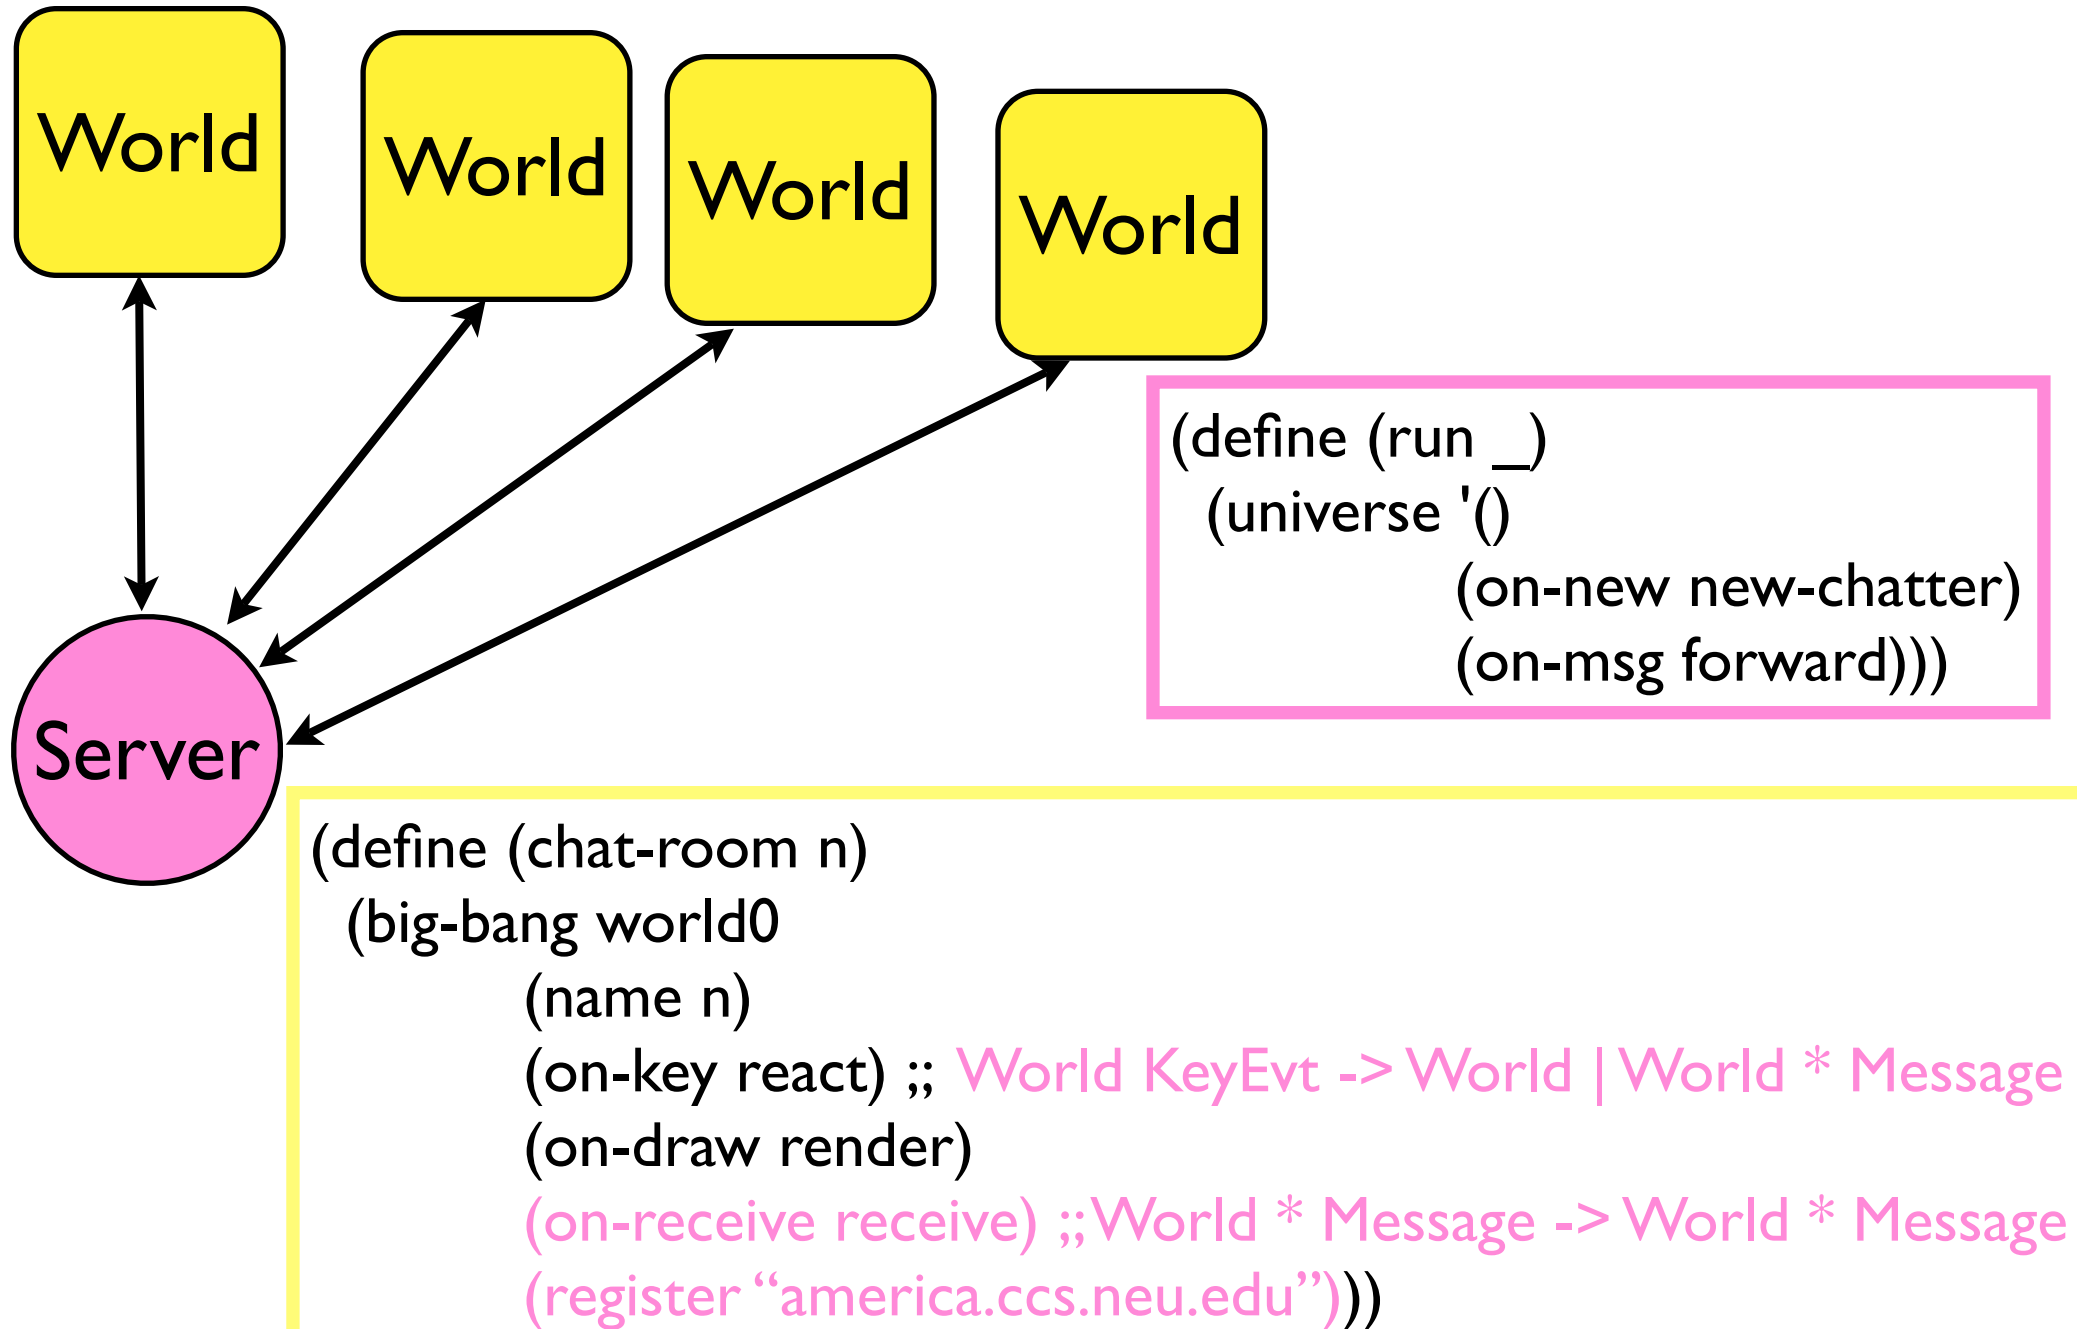 World
World
World
World
(define (run _)
(universe '()
(on-new new-chatter)
(on-msg forward)))
Server
(define (chat-room n)
(big-bang world0
(name n)
(on-key react) ;; World KeyEvt -> World | World * Message
(on-draw render)
(on-receive receive) ;; World * Message -> World * Message
(register “america.ccs.neu.edu”)))